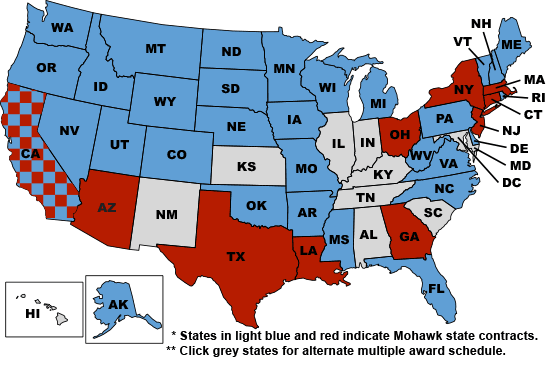 WA
MT
ND
MN
NH
VT
ME
OR
ID
SD
WI
MI
NY
MA
RI
WY
CT
IA
PA
NE
NJ
NV
OH
IL
IN
DE
UT
CA
CO
MO
WV
VA
MD
KS
KY
DC
NC
TN
OK
AR
SC
AZ
NM
MS
AL
GA
LA
TX
FL
HI
AK
* States in light blue and red indicate Mohawk state contracts.
** Click grey states for alternate multiple award schedule.